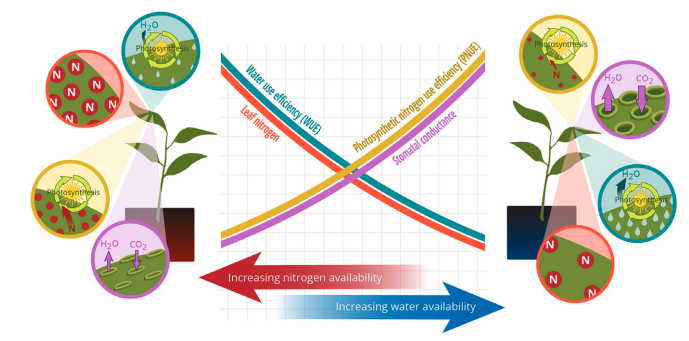 H₂O
Photosynthesis
N
N
N
N
N
N
N
N
Photosynthesis
N
H₂O
CO₂
Water use efficiency (WUE)
Leaf nitrogen
Photosynthetic nitrogen use efficiency (PNUE)
Stomatal conductance
Increasing nitrogen availability
Increasing water availability
Photosynthesis
N
H₂O
CO₂
H₂O
Photosynthesis
N
N
N
N